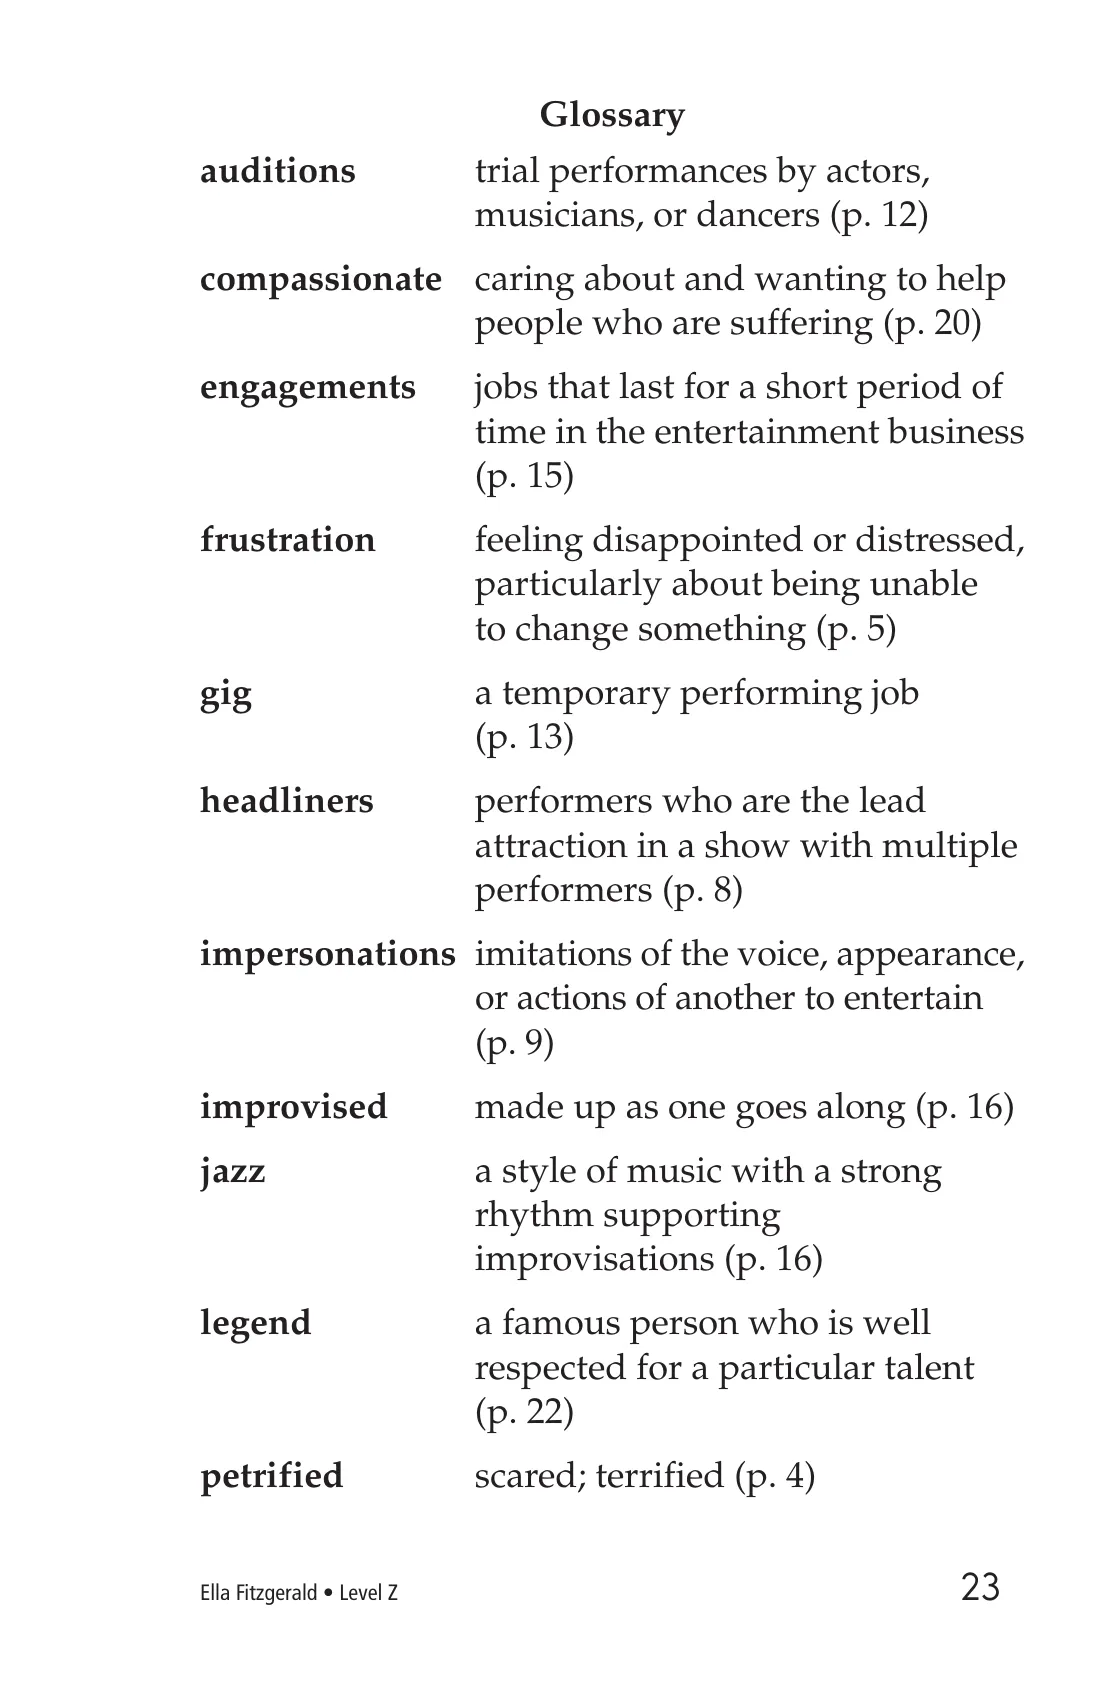 Glossary
auditions trial performances by actors,
musicians, or dancers (p. 12)
compassionate caring about and wanting to help
people who are suffering (p. 20)
engagements jobs that last for a short period of
time in the entertainment business
(p. 15)
frustration feeling disappointed or distressed,
particularly about being unable
to change something (p. 5)
gig a temporary performing job
(p. 13)
headliners performers who are the lead
attraction in a show with multiple
performers (p. 8)
impersonations imitations of the voice, appearance,
or actions of another to entertain
(p. 9)
improvised made up as one goes along (p. 16)
jazz a style of music with a strong
rhythm supporting
improvisations (p. 16)
legend a famous person who is well
respected for a particular talent
(p. 22)
petrified scared; terrified (p. 4)
Ella Fitzgerald • Level Z 23